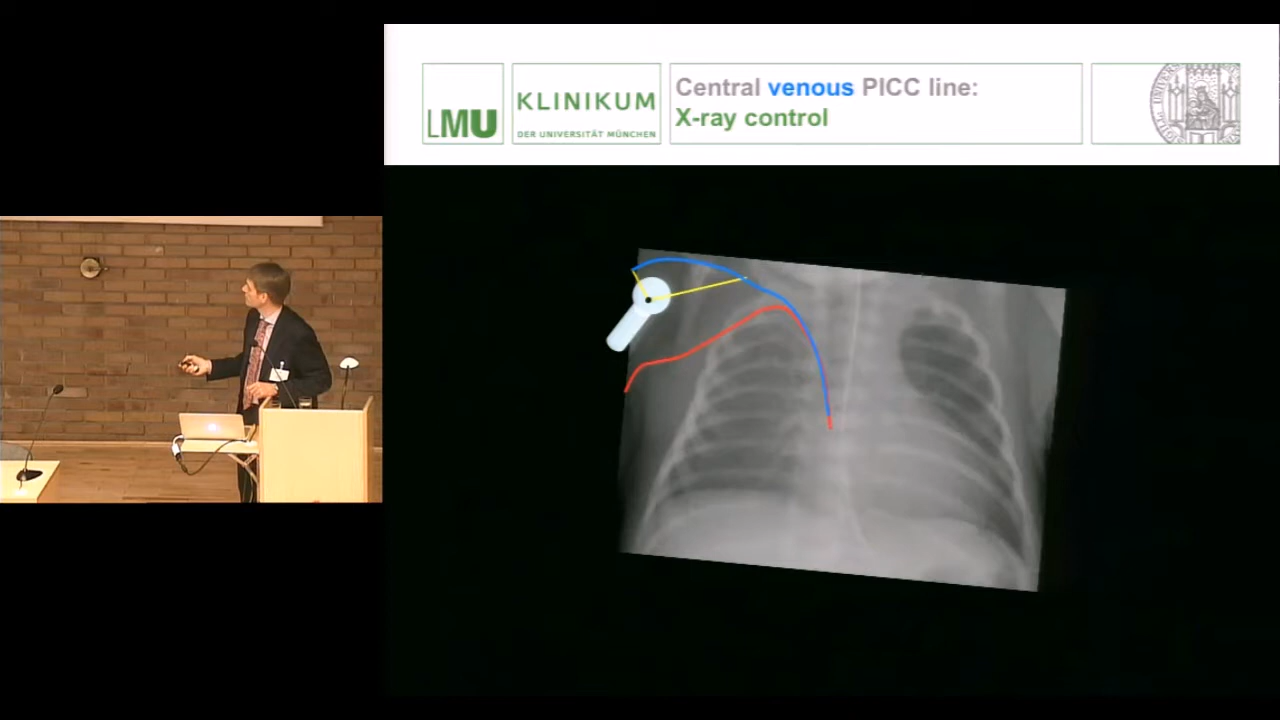 LMU
KLINIKUM
DER UNIVERSITÄT MÜNCHEN
Central venous PICC line:
X-ray control